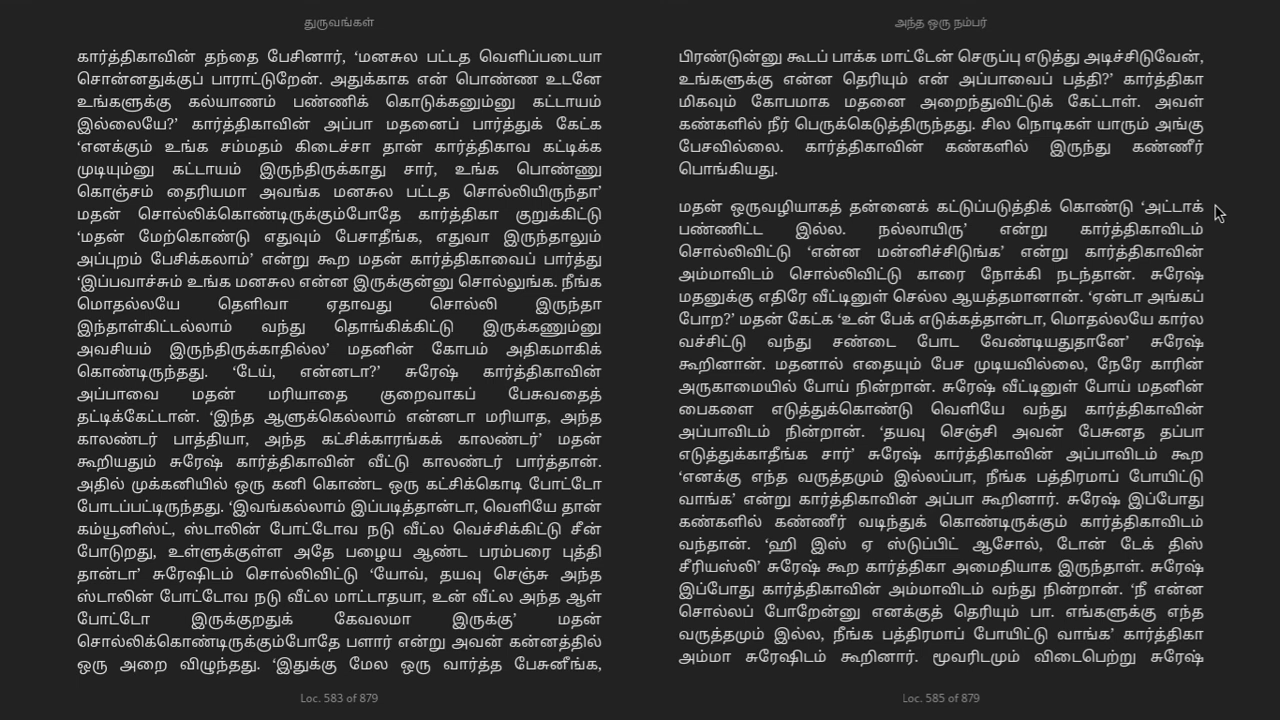 துருவங்கள்
கார்த்திகாவின் தந்தை பேசினார், ‘மனசுல பட்டத வெளிப்படையா
சொன்னதுக்குப் பாராட்டுறேன். அதுக்காக என் பொண்ண உடனே
உங்களுக்கு கல்யாணம் பண்ணிக் கொடுக்கனும்னு கட்டாயம்
இல்லையே?’ கார்த்திகாவின் அப்பா மதனைப் பார்த்துக் கேட்க
‘எனக்கும் உங்க சம்மதம் கிடைச்சா தான் கார்த்திகாவ கட்டிக்க
முடியும்னு கட்டாயம் இருந்திருக்காது சார், உங்க பொண்ணு
கொஞ்சம் தைரியமா அவங்க மனசுல பட்டத சொல்லியிருந்தா’
மதன் சொல்லிக்கொண்டிருக்கும்போதே கார்த்திகா குறுக்கிட்டு
‘மதன் மேற்கொண்டு எதுவும் பேசாதீங்க, எதுவா இருந்தாலும்
அப்புறம் பேசிக்கலாம்’ என்று கூற மதன் கார்த்திகாவைப் பார்த்து
‘இப்பவாச்சும் உங்க மனசுல என்ன இருக்குன்னு சொல்லுங்க. நீங்க
மொதல்லயே தெளிவா ஏதாவது சொல்லி இருந்தா
இந்தாள்கிட்டல்லாம் வந்து தொங்கிக்கிட்டு இருக்கணும்னு
அவசியம் இருந்திருக்காதில்ல’ மதனின் கோபம் அதிகமாகிக்
கொண்டிருந்தது. ‘டேய், என்னடா?’ சுரேஷ் கார்த்திகாவின்
அப்பாவை மதன் மரியாதை குறைவாகப் பேசுவதைத்
தட்டிக்கேட்டான். ‘இந்த ஆளுக்கெல்லாம் என்னடா மரியாத, அந்த
காலண்டர் பாத்தியா, அந்த கட்சிக்காரங்கக் காலண்டர்’ மதன்
கூறியதும் சுரேஷ் கார்த்திகாவின் வீட்டு காலண்டர் பார்த்தான்.
அதில் முக்கனியில் ஒரு கனி கொண்ட ஒரு கட்சிக்கொடி போட்டோ
போடப்பட்டிருந்தது. ‘இவங்கல்லாம் இப்படித்தான்டா, வெளியே தான்
கம்யூனிஸ்ட், ஸ்டாலின் போட்டோவ நடு வீட்ல வெச்சிக்கிட்டு சீன்
போடுறது, உள்ளுக்குள்ள அதே பழைய ஆண்ட பரம்பரை புத்தி
தான்டா’ சுரேஷிடம் சொல்லிவிட்டு ‘யோவ், தயவு செஞ்சு அந்த
ஸ்டாலின் போட்டோவ நடு வீட்ல மாட்டாதயா, உன் வீட்ல அந்த ஆள்
போட்டோ இருக்குறதுக் கேவலமா இருக்கு’ மதன்
சொல்லிக்கொண்டிருக்கும்போதே பளார் என்று அவன் கன்னத்தில்
ஒரு அறை விழுந்தது. ‘இதுக்கு மேல ஒரு வார்த்த பேசுனீங்க,
Loc. 583 of 879
அந்த ஒரு நம்பர்
பிரண்டுன்னு கூடப் பாக்க மாட்டேன் செருப்பு எடுத்து அடிச்சிடுவேன்,
உங்களுக்கு என்ன தெரியும் என் அப்பாவைப் பத்தி?’ கார்த்திகா
மிகவும் கோபமாக மதனை அறைந்துவிட்டுக் கேட்டாள். அவள்
கண்களில் நீர் பெருக்கெடுத்திருந்தது. சில நொடிகள் யாரும் அங்கு
பேசவில்லை. கார்த்திகாவின் கண்களில் இருந்து கண்ணீர்
பொங்கியது.
மதன் ஒருவழியாகத் தன்னைக் கட்டுப்படுத்திக் கொண்டு ‘அட்டாக்
பண்ணிட்ட இல்ல. நல்லாயிரு’ என்று கார்த்திகாவிடம்
சொல்லிவிட்டு ‘என்ன மன்னிச்சிடுங்க’ என்று கார்த்திகாவின்
அம்மாவிடம் சொல்லிவிட்டு காரை நோக்கி நடந்தான். சுரேஷ்
மதனுக்கு எதிரே வீட்டினுள் செல்ல ஆயத்தமானான். ‘ஏன்டா அங்கப்
போற?’ மதன் கேட்க ‘உன் பேக் எடுக்கத்தான்டா, மொதல்லயே கார்ல
வச்சிட்டு வந்து சண்டை போட வேண்டியதுதானே’ சுரேஷ்
கூறினான். மதனால் எதையும் பேச முடியவில்லை, நேரே காரின்
அருகாமையில் போய் நின்றான். சுரேஷ் வீட்டினுள் போய் மதனின்
பைகளை எடுத்துக்கொண்டு வெளியே வந்து கார்த்திகாவின்
அப்பாவிடம் நின்றான். ‘தயவு செஞ்சி அவன் பேசுனத தப்பா
எடுத்துக்காதீங்க சார்’ சுரேஷ் கார்த்திகாவின் அப்பாவிடம் கூற
‘எனக்கு எந்த வருத்தமும் இல்லப்பா, நீங்க பத்திரமாப் போயிட்டு
வாங்க’ என்று கார்த்திகாவின் அப்பா கூறினார். சுரேஷ் இப்போது
கண்களில் கண்ணீர் வடிந்துக் கொண்டிருக்கும் கார்த்திகாவிடம்
வந்தான். ‘ஹி இஸ் ஏ ஸ்டுப்பிட் ஆசோல், டோன் டேக் திஸ்
சீரியஸ்லி’ சுரேஷ் கூற கார்த்திகா அமைதியாக இருந்தாள். சுரேஷ்
இப்போது கார்த்திகாவின் அம்மாவிடம் வந்து நின்றான். ‘நீ என்ன
சொல்லப் போறேன்னு எனக்குத் தெரியும் பா. எங்களுக்கு எந்த
வருத்தமும் இல்ல, நீங்க பத்திரமாப் போயிட்டு வாங்க’ கார்த்திகா
அம்மா சுரேஷிடம் கூறினார். மூவரிடமும் விடைபெற்று சுரேஷ்
Loc. 585 of 879